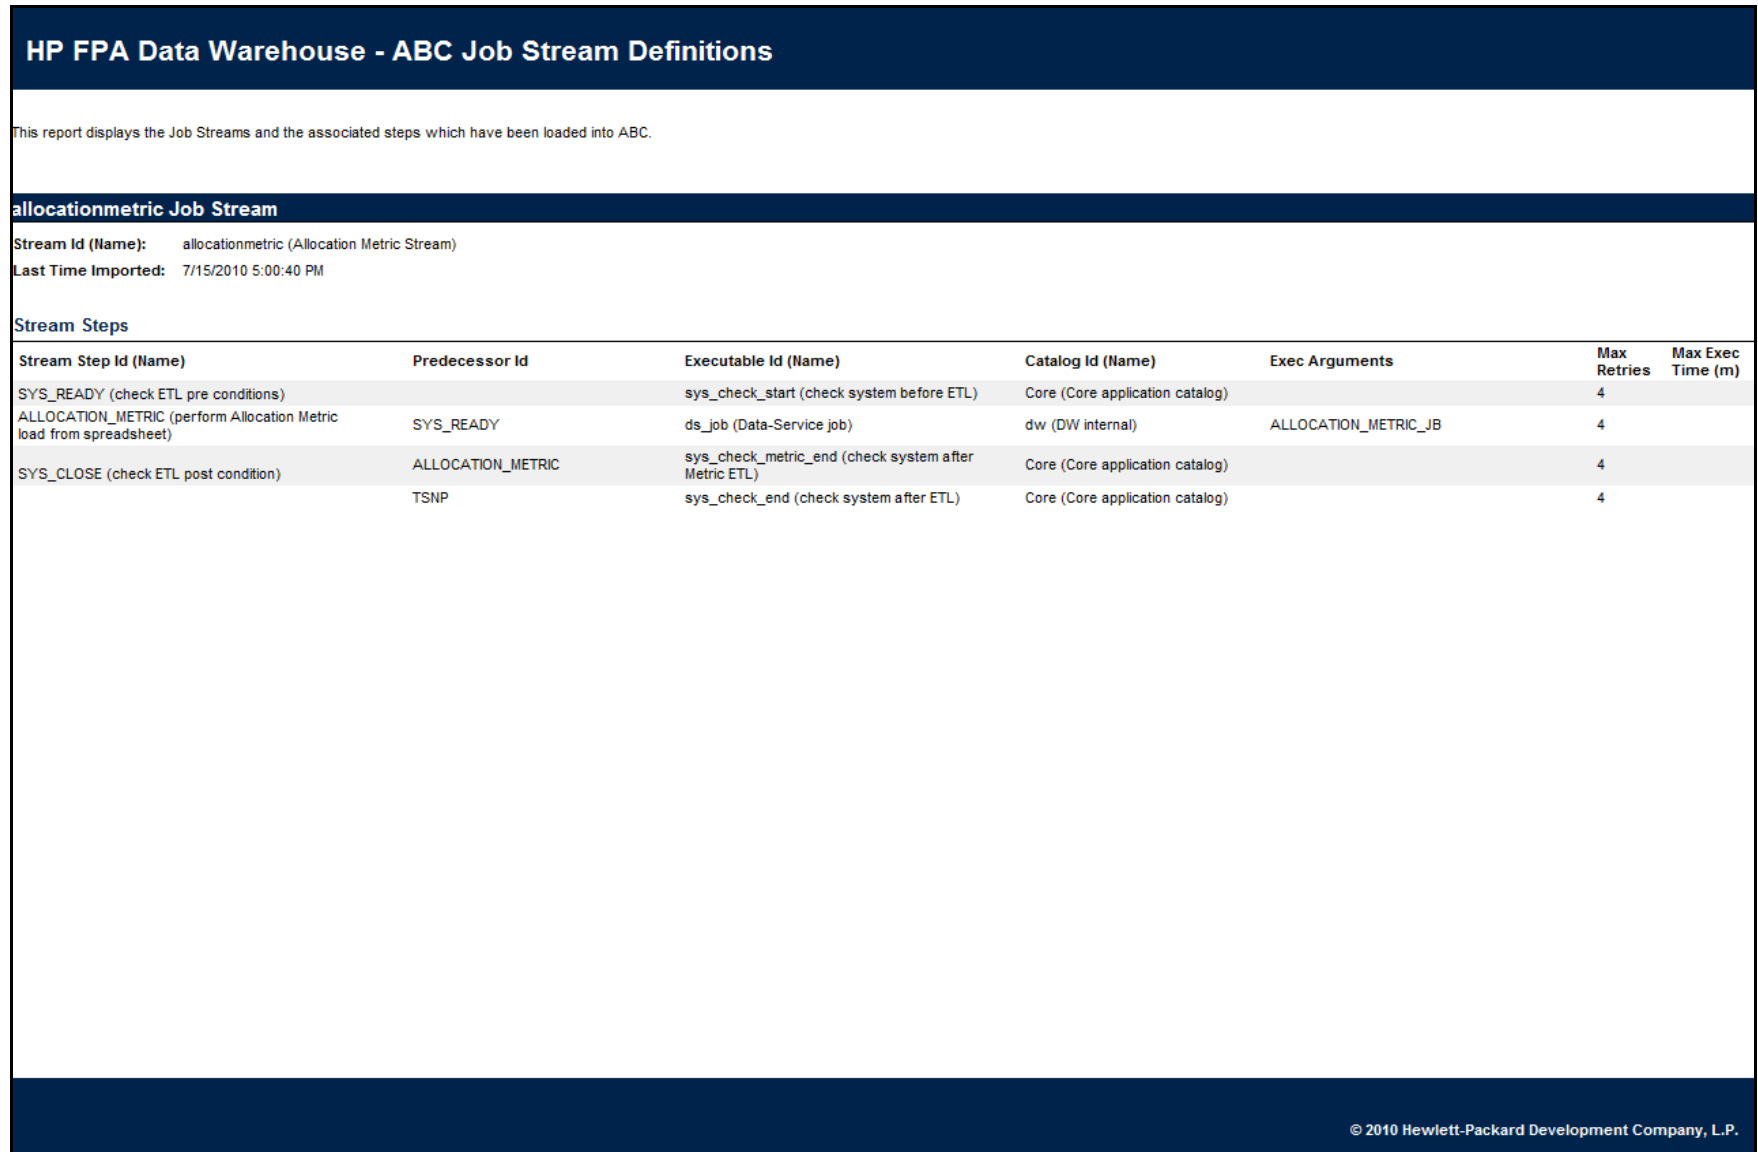 HP FPA Data Warehouse - ABC Job Stream Definitions
This report displays the Job Streams and the associated steps which have been loaded into ABC.
allocationmetric Job Stream
Stream Id (Name): allocationmetric (Allocation Metric Stream)
Last Time Imported: 7/15/2010 5:00:40 PM
Stream Steps
Stream Step Id (Name) Predecessor Id Executable Id (Name) Catalog Id (Name) Exec Arguments Max Retries Max Exec Time (m)
SYS_READY (check ETL pre conditions) sys_check_start (check system before ETL) Core (Core application catalog) 4
ALLOCATION_METRIC (perform Allocation Metric
load from spreadsheet) SYS_READY ds_job (Data-Service job) dw (DW internal) ALLOCATION_METRIC_JB 4
SYS_CLOSE (check ETL post condition) ALLOCATION_METRIC sys_check_metric_end (check system after
Metric ETL) Core (Core application catalog) 4
TSNP sys_check_end (check system after ETL) Core (Core application catalog) 4
© 2010 Hewlett-Packard Development Company, L.P.